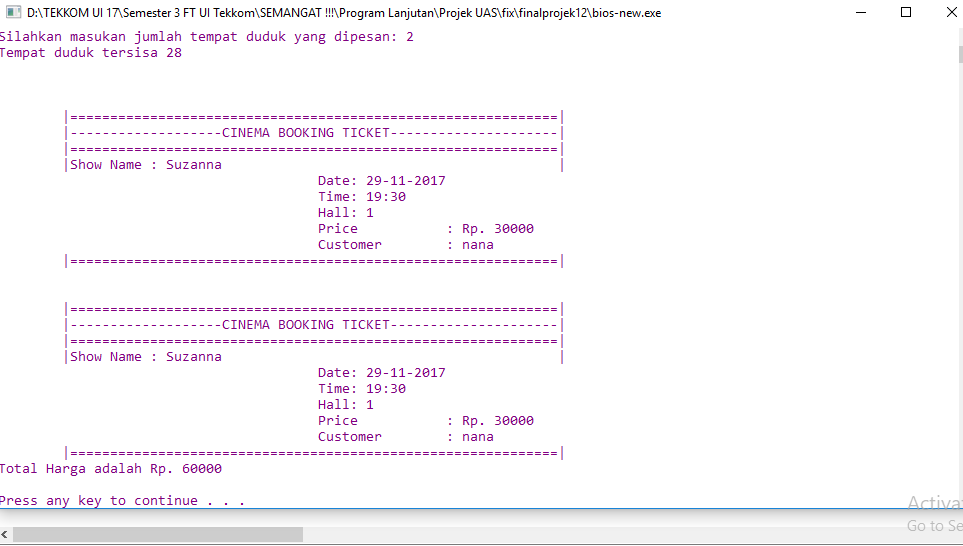 D:\TEKKOM UI 17\Semester 3 FT UI Tekkom\SEMANGAT !!!\Program Lanjutan\Projek UAS\fix\finalprojek12\bios-new.exe
Silahkan masukan jumlah tempat duduk yang dipesan: 2
Tempat duduk tersisa 28
|=============================================================|
|-------------------CINEMA BOOKING TICKET---------------------|
|=============================================================|
|Show Name : Suzanna |
Date: 29-11-2017
Time: 19:30
Hall: 1
Price : Rp. 30000
Customer : nana
|=============================================================|
|=============================================================|
|-------------------CINEMA BOOKING TICKET---------------------|
|=============================================================|
|Show Name : Suzanna |
Date: 29-11-2017
Time: 19:30
Hall: 1
Price : Rp. 30000
Customer : nana
|=============================================================|
Total Harga adalah Rp. 60000
Press any key to continue . . .
Activa
Go to Se